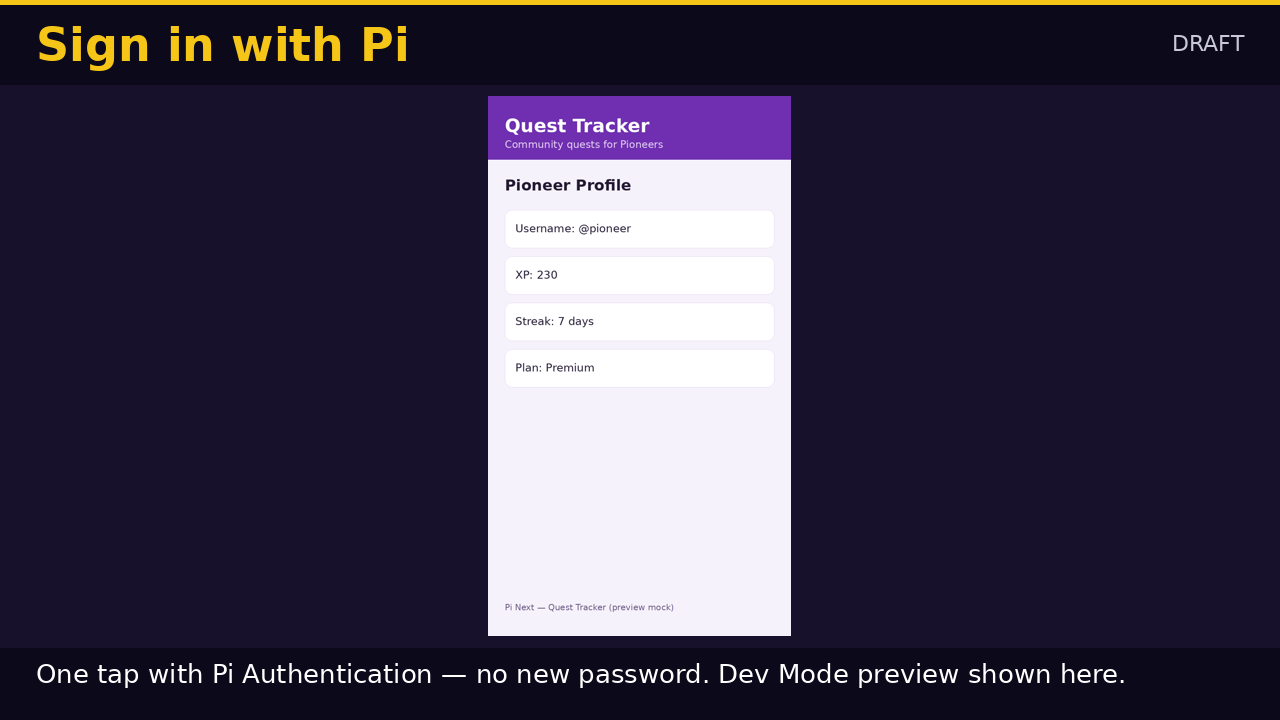 Sign in with Pi
DRAFT
Quest Tracker
Community quests for Pioneers
Pioneer Profile
Username: @pioneer
XP: 230
Streak: 7 days
Plan: Premium
Pi Next — Quest Tracker (preview mock)
One tap with Pi Authentication — no new password. Dev Mode preview shown here.